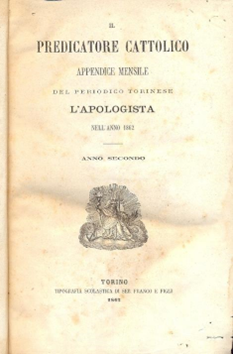 IL
PREDICATORE CATTOLICO
APPENDICE MENSILE
DEL PERIODICO TORINESE
L'APOLOGISTA
NELL'ANNO 1862
ANNO SECONDO
TORINO
TIPOGRAFIA SCOLASTICA DI SEB. FRANCO E FIGLI
1862